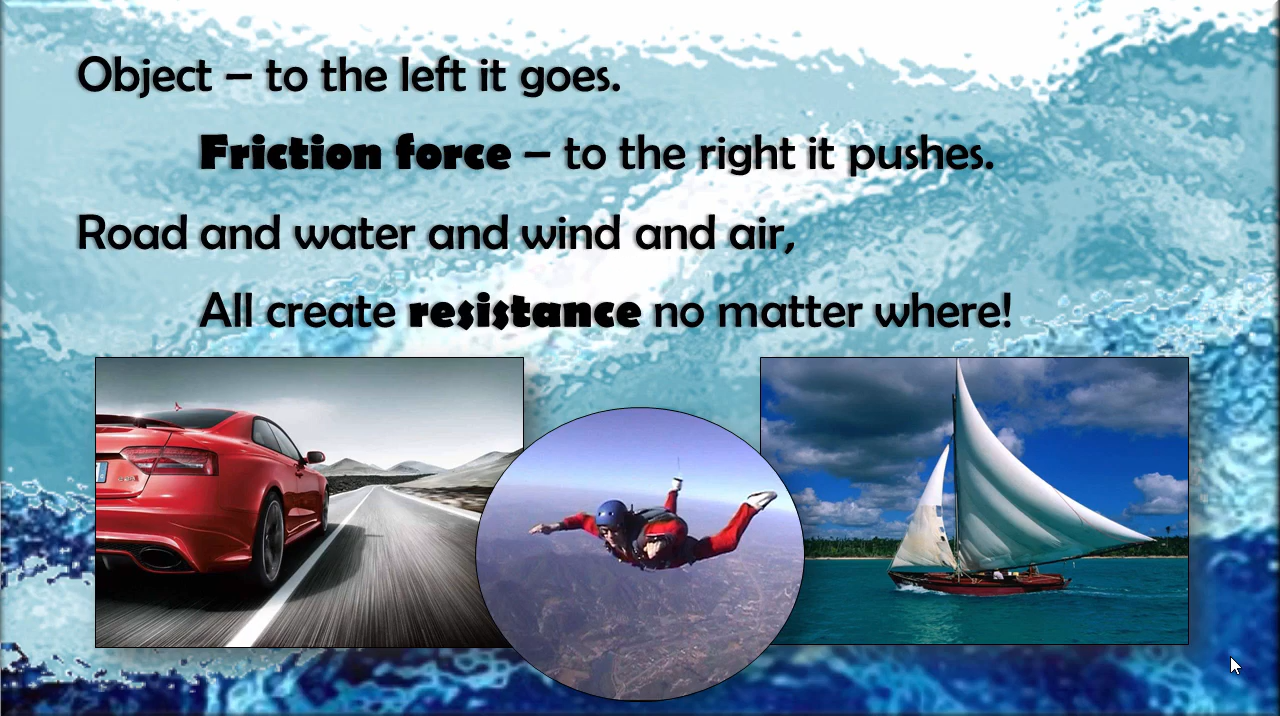 Object – to the left it goes.
Friction force – to the right it pushes.
Road and water and wind and air,
All create resistance no matter where!